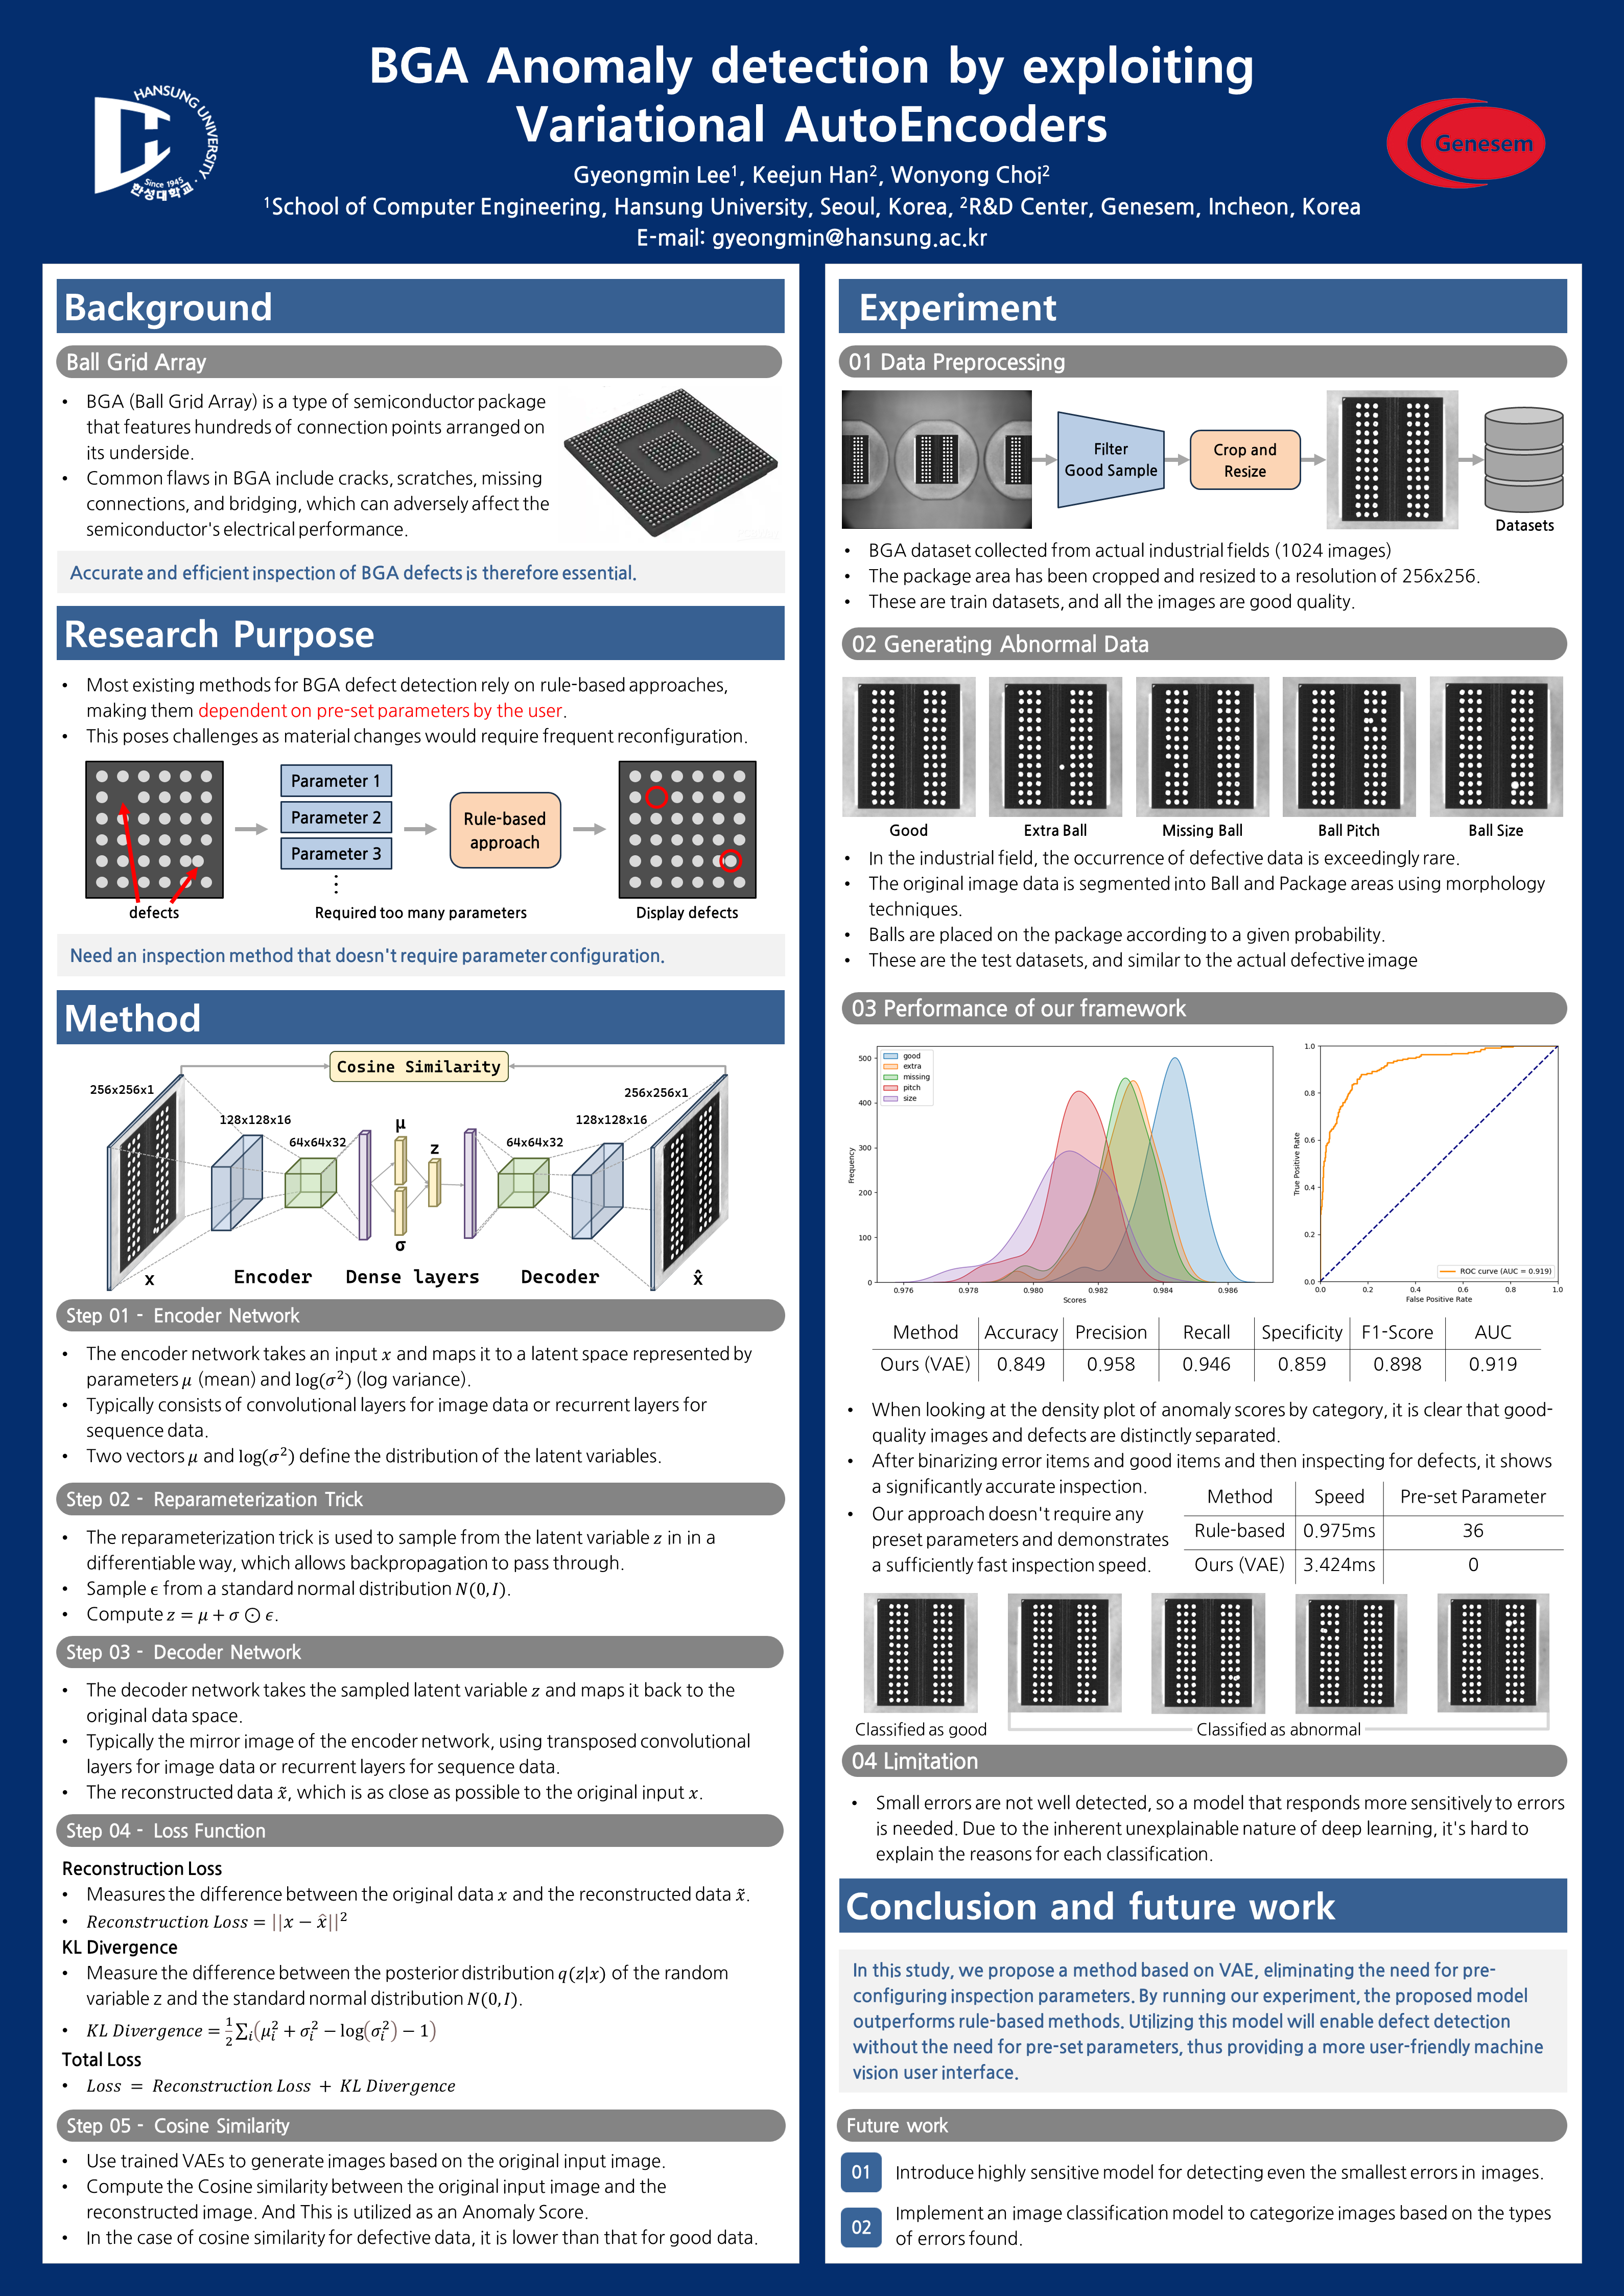 BGA Anomaly detection by exploiting
Variational AutoEncoders
Gyeongmin Lee¹, Keejun Han², Wonyong Choi²
¹School of Computer Engineering, Hansung University, Seoul, Korea, ²R&D Center, Genesem, Incheon, Korea
E-mail: gyeongmin@hansung.ac.kr
HANSUNG UNIVERSITY
Since 1945
한성대학교
Genesem
Background
Ball Grid Array
• BGA (Ball Grid Array) is a type of semiconductor package
that features hundreds of connection points arranged on
its underside.
• Common flaws in BGA include cracks, scratches, missing
connections, and bridging, which can adversely affect the
semiconductor's electrical performance.
Accurate and efficient inspection of BGA defects is therefore essential.
Research Purpose
• Most existing methods for BGA defect detection rely on rule-based approaches,
making them dependent on pre-set parameters by the user.
• This poses challenges as material changes would require frequent reconfiguration.
Parameter 1
Parameter 2
Parameter 3
⋮
Rule-based
approach
defects
Required too many parameters
Display defects
Need an inspection method that doesn't require parameter configuration.
Method
Cosine Similarity
256x256x1
128x128x16
64x64x32
μ
σ
z
64x64x32
128x128x16
256x256x1
x
Encoder
Dense layers
Decoder
x̂
Step 01 - Encoder Network
• The encoder network takes an input x and maps it to a latent space represented by
parameters μ (mean) and log(σ²) (log variance).
• Typically consists of convolutional layers for image data or recurrent layers for
sequence data.
• Two vectors μ and log(σ²) define the distribution of the latent variables.
Step 02 - Reparameterization Trick
• The reparameterization trick is used to sample from the latent variable z in in a
differentiable way, which allows backpropagation to pass through.
• Sample ϵ from a standard normal distribution N(0,I).
• Compute z = μ + σ ⊙ ϵ.
Step 03 - Decoder Network
• The decoder network takes the sampled latent variable z and maps it back to the
original data space.
• Typically the mirror image of the encoder network, using transposed convolutional
layers for image data or recurrent layers for sequence data.
• The reconstructed data x̃, which is as close as possible to the original input x.
Step 04 - Loss Function
Reconstruction Loss
• Measures the difference between the original data x and the reconstructed data x̃.
• Reconstruction Loss = ||x − x̂||²
KL Divergence
• Measure the difference between the posterior distribution q(z|x) of the random
variable z and the standard normal distribution N(0,I).
• KL Divergence = 1/2 ∑ᵢ(μᵢ² + σᵢ² − log(σᵢ²) − 1)
Total Loss
• Loss = Reconstruction Loss + KL Divergence
Step 05 - Cosine Similarity
• Use trained VAEs to generate images based on the original input image.
• Compute the Cosine similarity between the original input image and the
reconstructed image. And This is utilized as an Anomaly Score.
• In the case of cosine similarity for defective data, it is lower than that for good data.
Experiment
01 Data Preprocessing
Filter
Good Sample
Crop and
Resize
Datasets
• BGA dataset collected from actual industrial fields (1024 images)
• The package area has been cropped and resized to a resolution of 256x256.
• These are train datasets, and all the images are good quality.
02 Generating Abnormal Data
Good Extra Ball Missing Ball Ball Pitch Ball Size
• In the industrial field, the occurrence of defective data is exceedingly rare.
• The original image data is segmented into Ball and Package areas using morphology
techniques.
• Balls are placed on the package according to a given probability.
• These are the test datasets, and similar to the actual defective image
03 Performance of our framework
good
extra
missing
pitch
size
500
400
300
200
100
0
Frequency
0.976 0.978 0.980 0.982 0.984 0.986
Scores
1.0
0.8
0.6
0.4
0.2
0.0
True Positive Rate
ROC curve (AUC = 0.919)
0.0 0.2 0.4 0.6 0.8 1.0
False Positive Rate
Method Accuracy Precision Recall Specificity F1-Score AUC
Ours (VAE) 0.849 0.958 0.946 0.859 0.898 0.919
• When looking at the density plot of anomaly scores by category, it is clear that good-
quality images and defects are distinctly separated.
• After binarizing error items and good items and then inspecting for defects, it shows
a significantly accurate inspection.
• Our approach doesn't require any
preset parameters and demonstrates
a sufficiently fast inspection speed.
Method Speed Pre-set Parameter
Rule-based 0.975ms 36
Ours (VAE) 3.424ms 0
Classified as good
Classified as abnormal
04 Limitation
• Small errors are not well detected, so a model that responds more sensitively to errors
is needed. Due to the inherent unexplainable nature of deep learning, it's hard to
explain the reasons for each classification.
Conclusion and future work
In this study, we propose a method based on VAE, eliminating the need for pre-
configuring inspection parameters. By running our experiment, the proposed model
outperforms rule-based methods. Utilizing this model will enable defect detection
without the need for pre-set parameters, thus providing a more user-friendly machine
vision user interface.
Future work
01 Introduce highly sensitive model for detecting even the smallest errors in images.
02 Implement an image classification model to categorize images based on the types
of errors found.